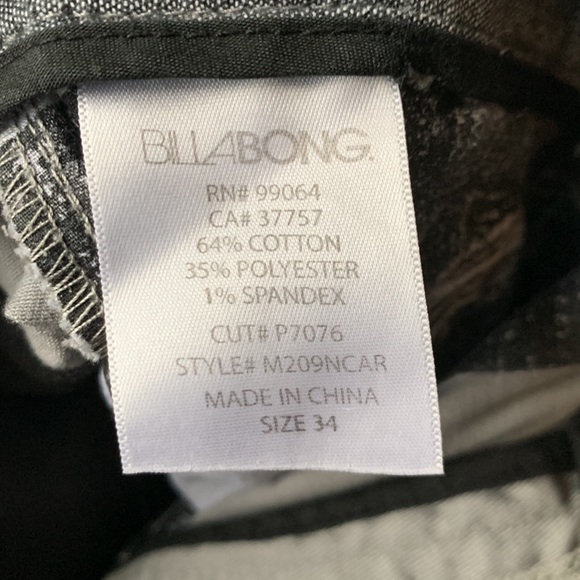 BILLABONG.
RN# 99064
CA# 37757
64% COTTON
35% POLYESTER
1% SPANDEX
CUT# P7076
STYLE# M209NCAR
MADE IN CHINA
SIZE 34